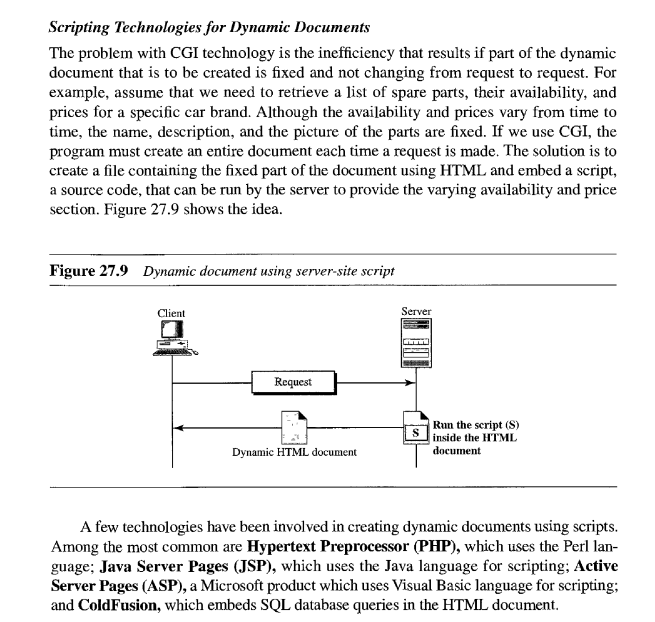 Scripting Technologies for Dynamic Documents
The problem with CGI technology is the inefficiency that results if part of the dynamic
document that is to be created is fixed and not changing from request to request. For
example, assume that we need to retrieve a list of spare parts, their availability, and
prices for a specific car brand. Although the availability and prices vary from time to
time, the name, description, and the picture of the parts are fixed. If we use CGI, the
program must create an entire document each time a request is made. The solution is to
create a file containing the fixed part of the document using HTML and embed a script,
a source code, that can be run by the server to provide the varying availability and price
section. Figure 27.9 shows the idea.
Figure 27.9 Dynamic document using server-site script
Client
Server
Request
S
Run the script (S)
inside the HTML
document
Dynamic HTML document
A few technologies have been involved in creating dynamic documents using scripts.
Among the most common are Hypertext Preprocessor (PHP), which uses the Perl lan-
guage; Java Server Pages (JSP), which uses the Java language for scripting; Active
Server Pages (ASP), a Microsoft product which uses Visual Basic language for scripting;
and ColdFusion, which embeds SQL database queries in the HTML document.